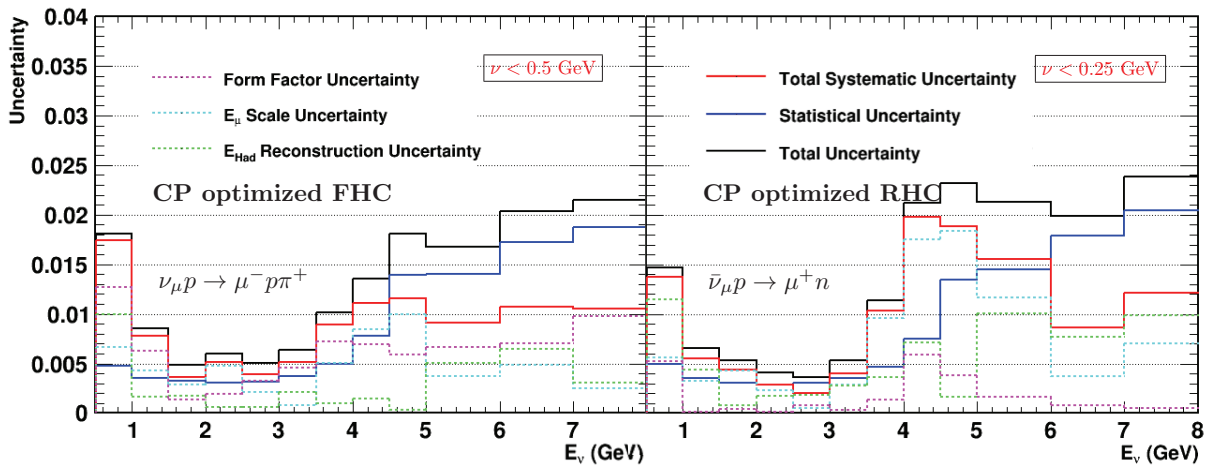 0.04
0.035
0.03
0.025
0.02
0.015
0.01
0.005
0
Uncertainty
ν < 0.5 GeV
Form Factor Uncertainty
E_μ Scale Uncertainty
E_Had Reconstruction Uncertainty
CP optimized FHC
ν_μ p → μ⁻ p π⁺
1 2 3 4 5 6 7
E_ν (GeV)
ν < 0.25 GeV
Total Systematic Uncertainty
Statistical Uncertainty
Total Uncertainty
CP optimized RHC
ν̄_μ p → μ⁺ n
1 2 3 4 5 6 7 8
E_ν (GeV)